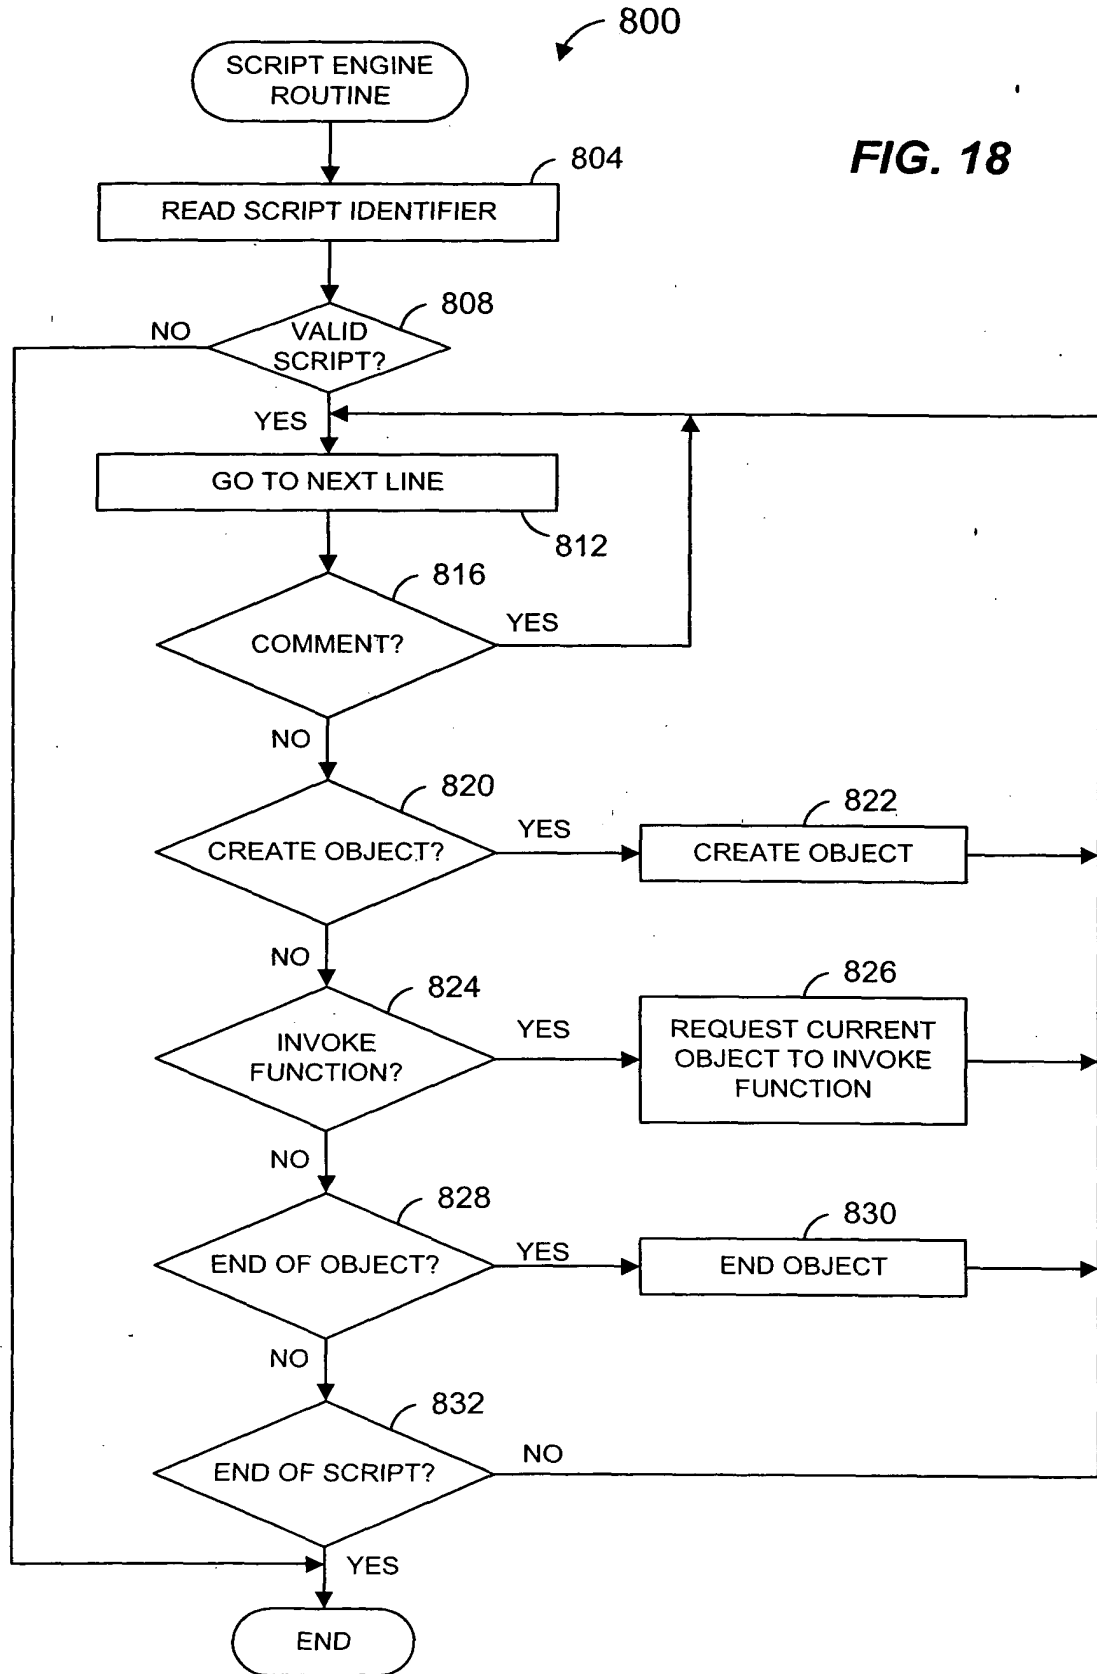 800
SCRIPT ENGINE
ROUTINE
FIG. 18
804
READ SCRIPT IDENTIFIER
808
NO
VALID
SCRIPT?
YES
GO TO NEXT LINE
812
816
YES
COMMENT?
NO
820
822
YES
CREATE OBJECT?
CREATE OBJECT
NO
824
826
YES
INVOKE
FUNCTION?
REQUEST CURRENT
OBJECT TO INVOKE
FUNCTION
NO
828
830
YES
END OF OBJECT?
END OBJECT
NO
832
NO
END OF SCRIPT?
YES
END